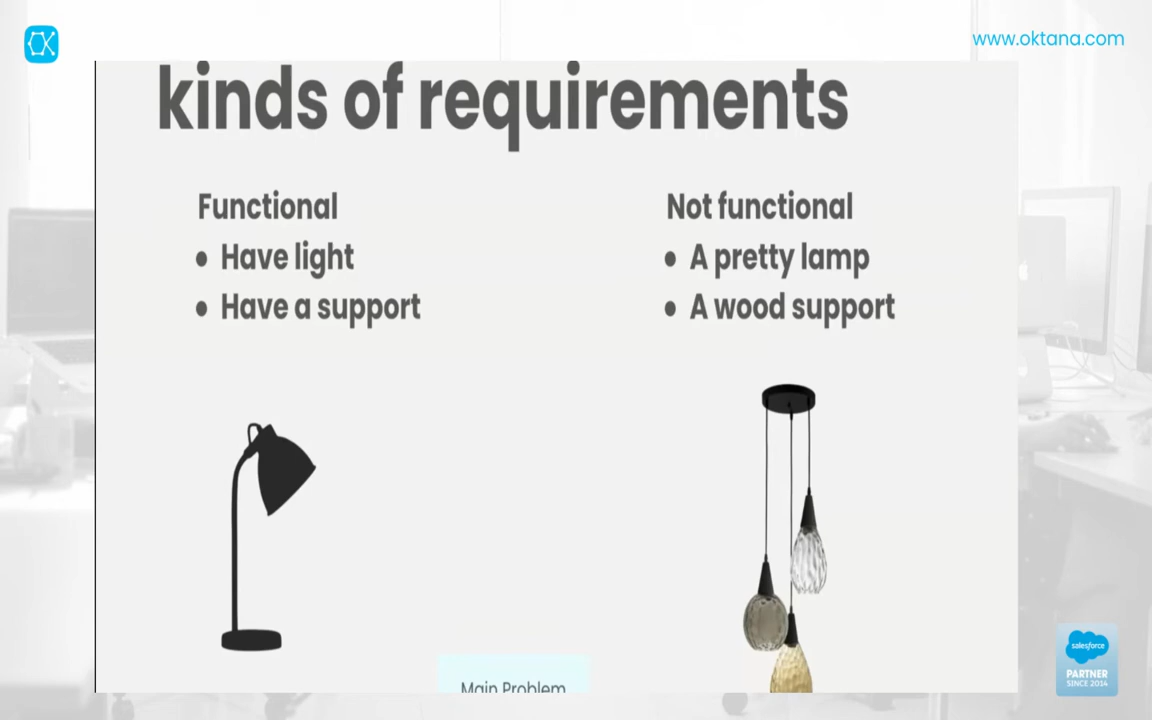 www.oktana.com
kinds of requirements
Functional
• Have light
• Have a support
Not functional
• A pretty lamp
• A wood support
Main Problem
salesforce
PARTNER
SINCE 2014